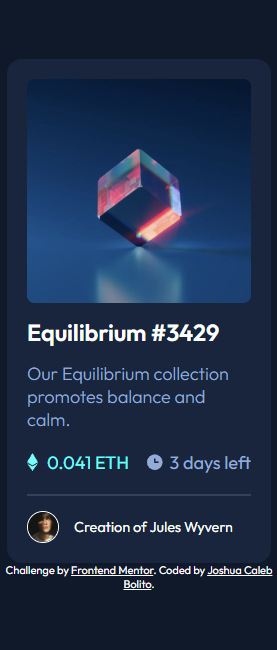 Equilibrium #3429
Our Equilibrium collection
promotes balance and
calm.
0.041 ETH 3 days left
Creation of Jules Wyvern
Challenge by Frontend Mentor. Coded by Joshua Caleb
Bolito.